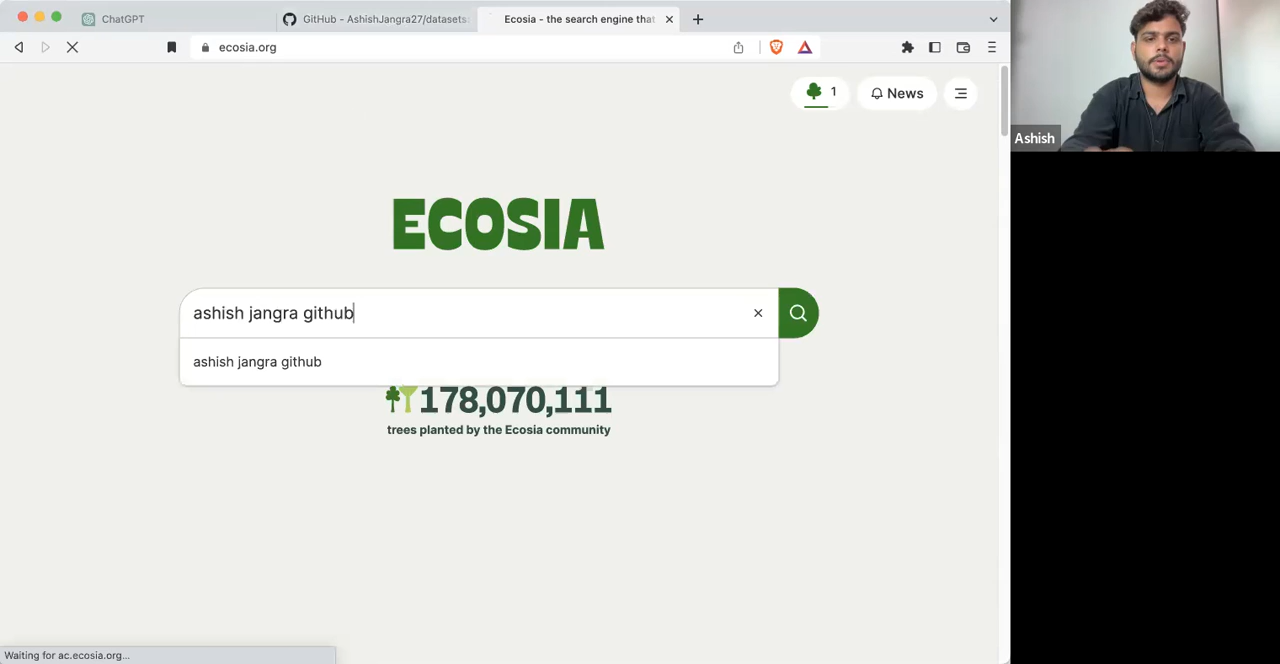 ChatGPT
GitHub - AshishJangra27/datasets
Ecosia - the search engine that
ecosia.org
1
News
Ashish
ECOSIA
ashish jangra github
ashish jangra github
178,070,111
trees planted by the Ecosia community
Waiting for ac.ecosia.org...